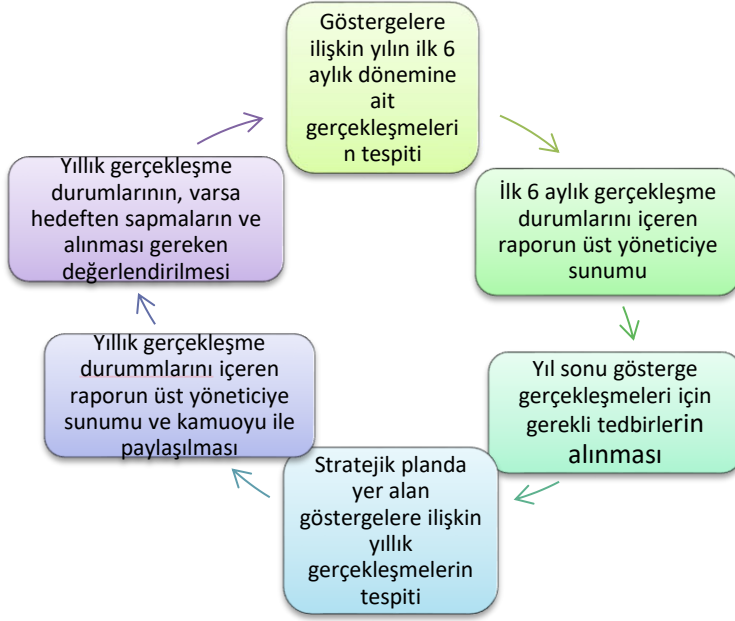 Göstergelere
ilişkin yılın ilk 6
aylık dönemine
ait
gerçekleşmeleri
n tespiti
İlk 6 aylık gerçekleşme
durumlarını içeren
raporun üst yöneticiye
sunumu
Yıl sonu gösterge
gerçekleşmeleri için
gerekli tedbirlerin
alınması
Stratejik planda
yer alan
göstergelere ilişkin
yıllık
gerçekleşmelerin
tespiti
Yıllık gerçekleşme
durummlarını içeren
raporun üst yöneticiye
sunumu ve kamuoyu ile
paylaşılması
Yıllık gerçekleşme
durumlarının, varsa
hedeften sapmaların ve
alınması gereken
değerlendirilmesi